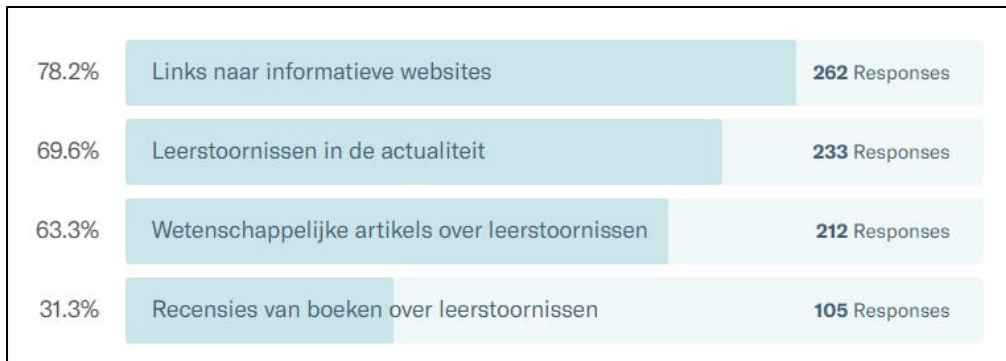 78.2% Links naar informatieve websites 262 Responses
69.6% Leerstoornissen in de actualiteit 233 Responses
63.3% Wetenschappelijke artikels over leerstoornissen 212 Responses
31.3% Recensies van boeken over leerstoornissen 105 Responses